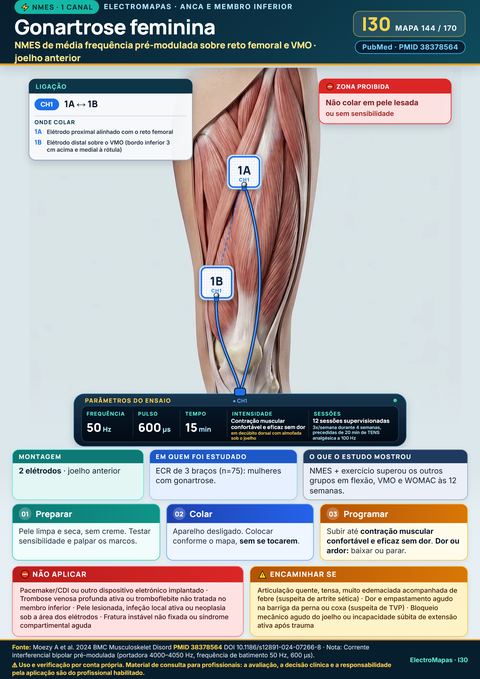 NMES · 1 CANAL
ELECTROMAPAS · ANCA E MEMBRO INFERIOR
Gonartrose feminina
NMES de média frequência pré-modulada sobre reto femoral e VMO ·
joelho anterior
I30 MAPA 144 / 170
PubMed · PMID 38378564
LIGAÇÃO
CH1 1A ↔ 1B
ONDE COLAR
1A Elétrodo proximal alinhado com o reto femoral
1B Elétrodo distal sobre o VMO (bordo inferior 3
cm acima e medial à rótula)
ZONA PROIBIDA
Não colar em pele lesada
ou sem sensibilidade
1A
CH1
1B
CH1
CH1
PARÂMETROS DO ENSAIO
FREQUÊNCIA
50 Hz
PULSO
600 µs
TEMPO
15 min
INTENSIDADE
Contração muscular
confortável e eficaz sem dor
em decúbito dorsal com almofada
sob o joelho
SESSÕES
12 sessões supervisionadas
3x/semana durante 4 semanas,
precedidas de 20 min de TENS
analgésica a 100 Hz
MONTAGEM
2 elétrodos · joelho anterior
EM QUEM FOI ESTUDADO
ECR de 3 braços (n=75): mulheres
com gonartrose.
O QUE O ESTUDO MOSTROU
NMES + exercício superou os outros
grupos em flexão, VMO e WOMAC às 12
semanas.
01 Preparar
Pele limpa e seca, sem creme. Testar
sensibilidade e palpar os marcos.
02 Colar
Aparelho desligado. Colocar
conforme o mapa, sem se tocarem.
03 Programar
Subir até contração muscular
confortável e eficaz sem dor. Dor ou
ardor: baixar ou parar.
NÃO APLICAR
Pacemaker/CDI ou outro dispositivo eletrónico implantado ·
Trombose venosa profunda ativa ou tromboflebite não tratada no
membro inferior · Pele lesionada, infeção local ativa ou neoplasia
sob a área dos elétrodos · Fratura instável não fixada ou síndrome
compartimental aguda
ENCAMINHAR SE
Articulação quente, tensa, muito edemaciada acompanhada de
febre (suspeita de artrite sética) · Dor e empastamento agudo
na barriga da perna ou coxa (suspeita de TVP) · Bloqueio
mecânico agudo do joelho ou incapacidade súbita de extensão
ativa após trauma
Fonte: Moezy A et al. 2024 BMC Musculoskelet Disord PMID 38378564 DOI 10.1186/s12891-024-07266-8 · Nota: Corrente
interferencial bipolar pré-modulada (portadora 4000–4050 Hz, frequência de batimento 50 Hz, 600 µs).
Uso e verificação por conta própria. Material de consulta para profissionais: a avaliação, a decisão clínica e a responsabilidade
pela aplicação são do profissional habilitado.
ElectroMapas · I30